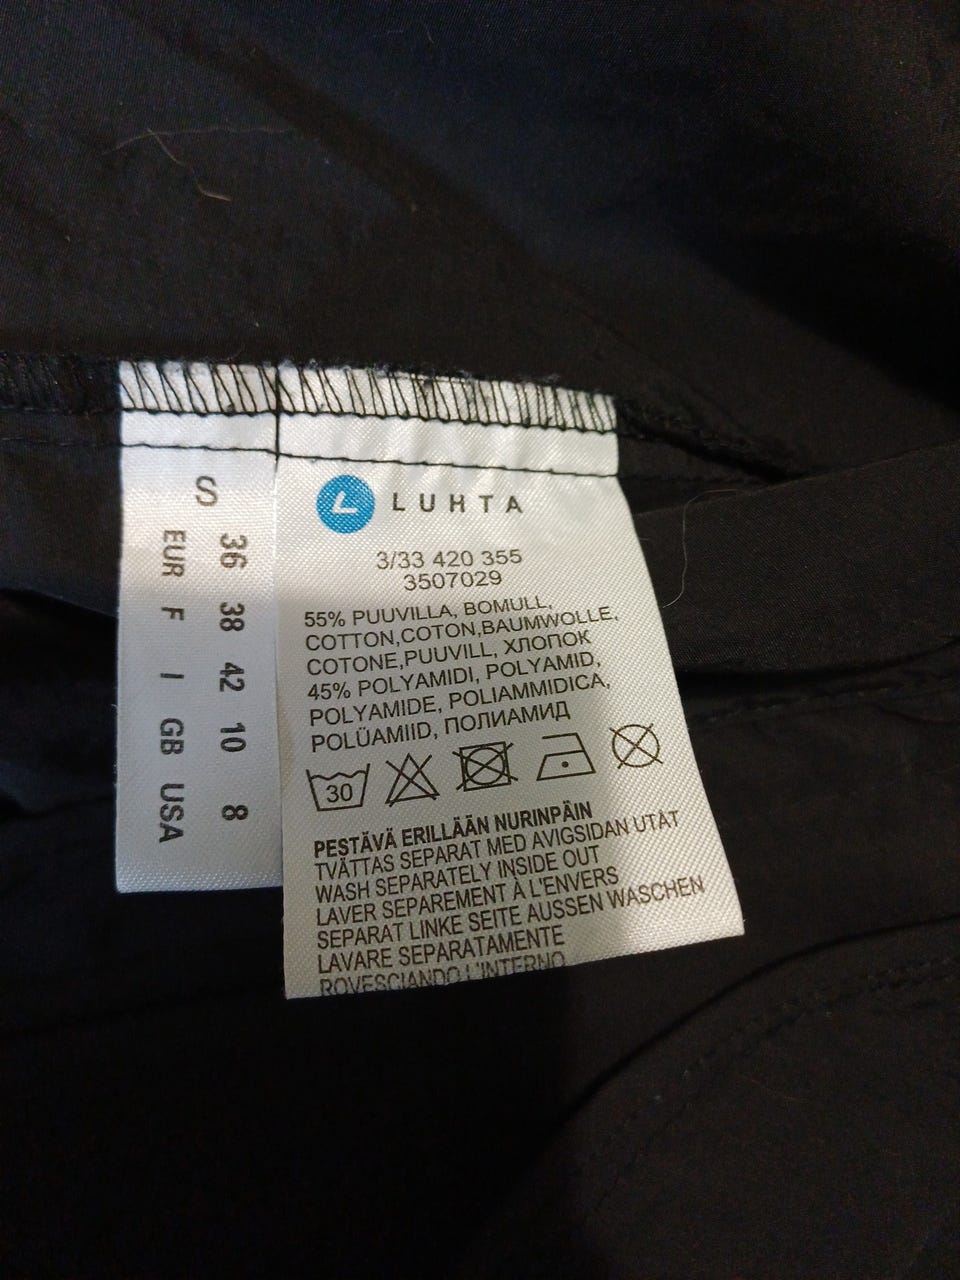 S
36 38 42 10 8
EUR F I GB USA
LUHTA
3/33 420 355
3507029
55% PUUVILLA, BOMULL,
COTTON,COTON,BAUMWOLLE,
COTONE,PUUVILL, ХЛОПОК
45% POLYAMIDI, POLYAMID,
POLYAMIDE, POLIAMMIDICA,
POLÜAMIID, ПОЛИАМИД
30
PESTÄVÄ ERILLÄÄN NURINPÄIN
TVÄTTAS SEPARAT MED AVIGSIDAN UTÅT
WASH SEPARATELY INSIDE OUT
LAVER SEPAREMENT À L'ENVERS
SEPARAT LINKE SEITE AUSSEN WASCHEN
LAVARE SEPARATAMENTE
ROVESCIANDO L'INTERNO